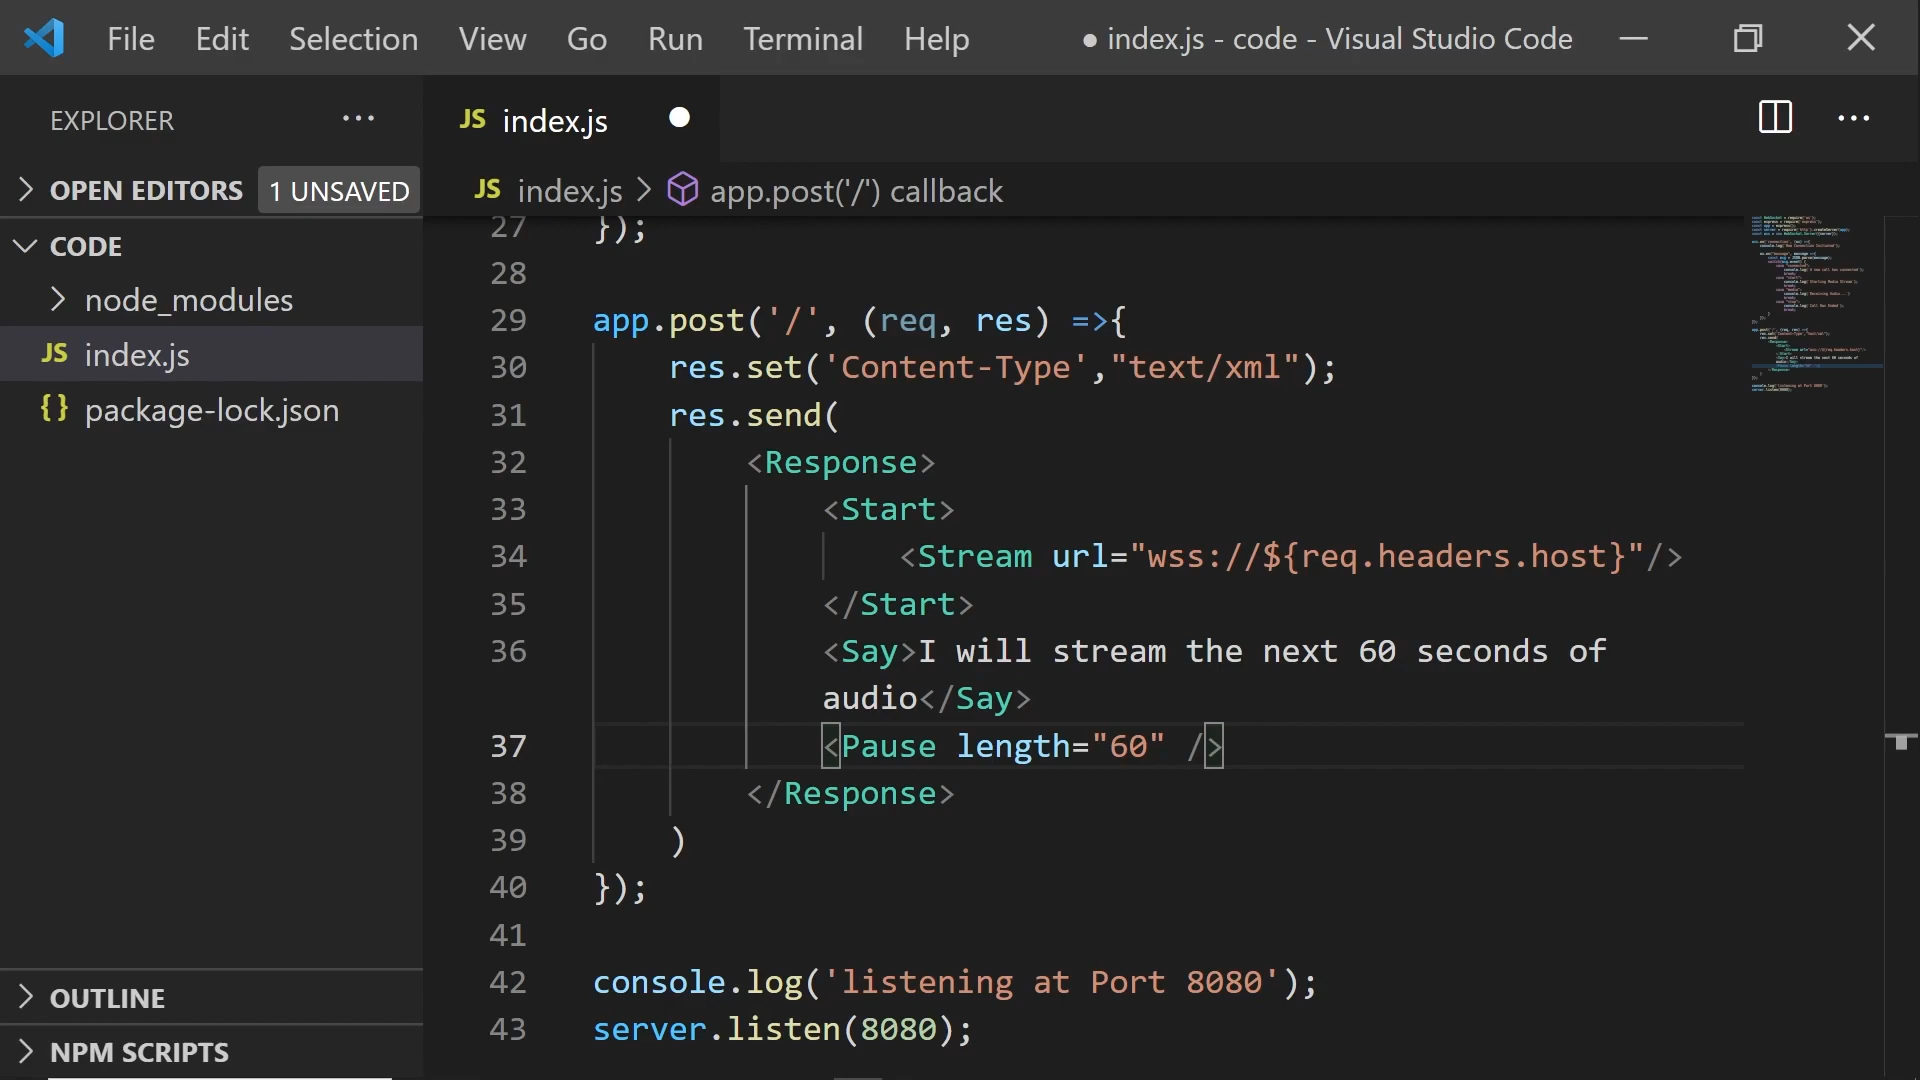 File Edit Selection View Go Run Terminal Help ● index.js - code - Visual Studio Code
EXPLORER
JS index.js
OPEN EDITORS 1 UNSAVED
JS index.js > app.post('/') callback
CODE
node_modules
JS index.js
{} package-lock.json
OUTLINE
NPM SCRIPTS
27 });
28
29 app.post('/', (req, res) =>{
30 res.set('Content-Type',"text/xml");
31 res.send(
32 <Response>
33 <Start>
34 <Stream url="wss://${req.headers.host}"/>
35 </Start>
36 <Say>I will stream the next 60 seconds of
audio</Say>
37 <Pause length="60" />
38 </Response>
39 )
40 });
41
42 console.log('listening at Port 8080');
43 server.listen(8080);